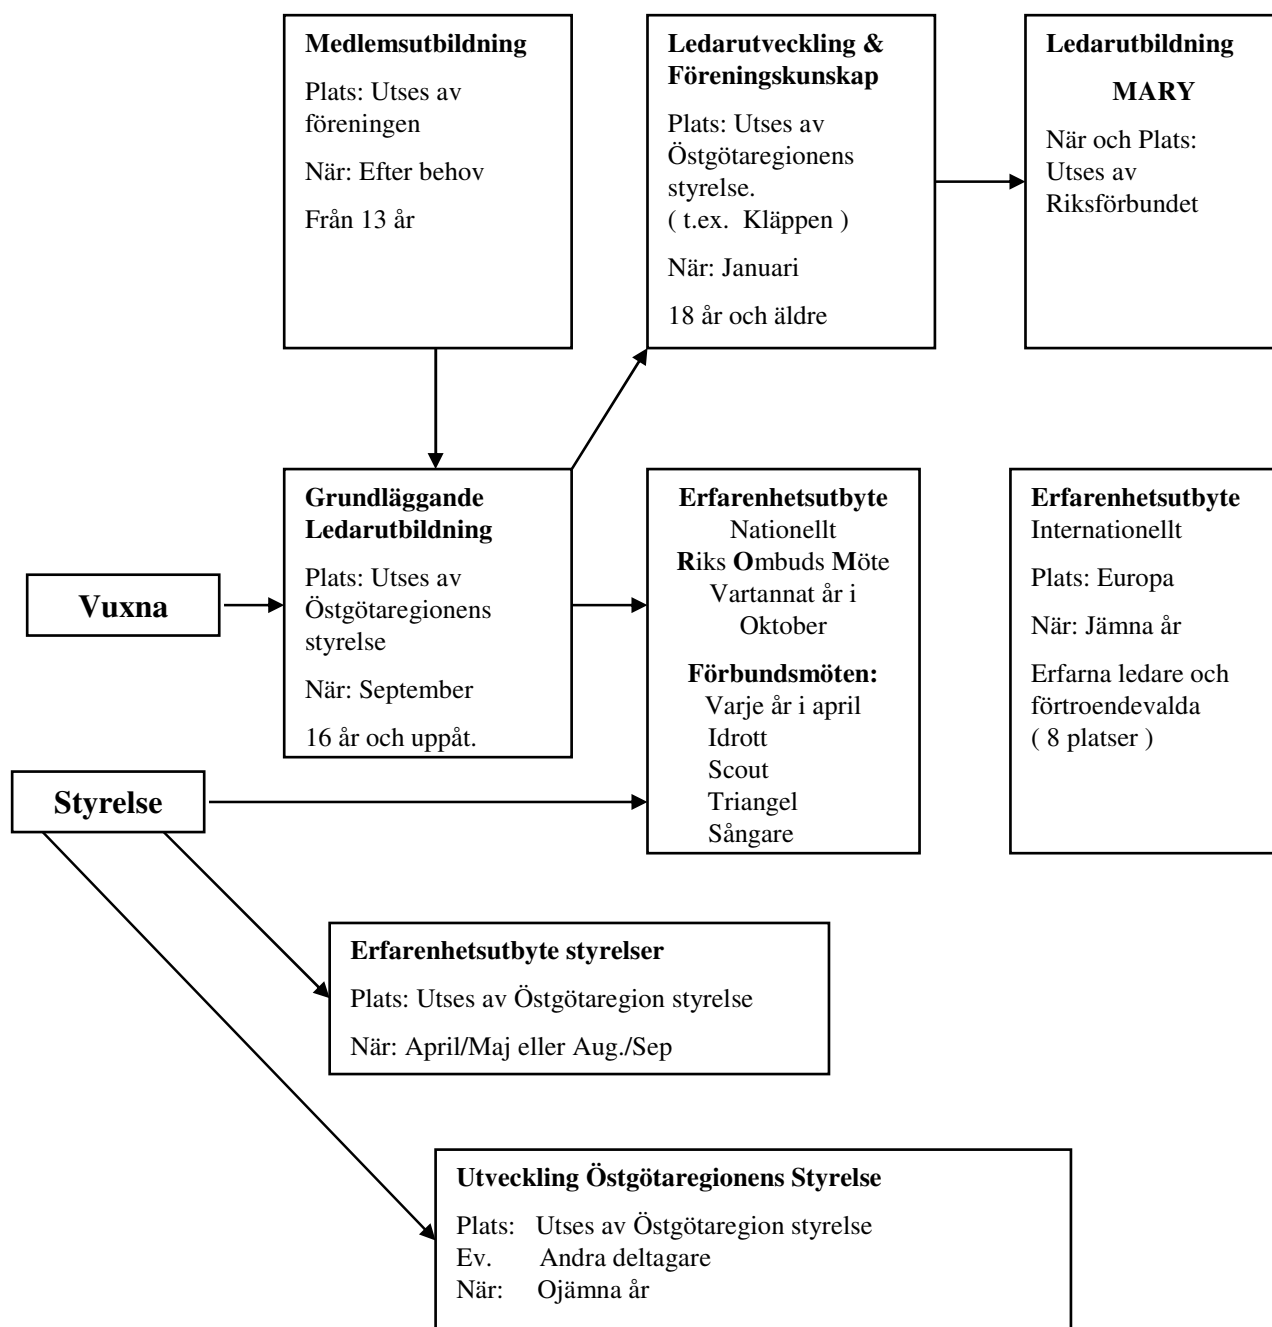 Medlemsutbildning
Plats: Utses av
föreningen
När: Efter behov
Från 13 år
Ledarutveckling &
Föreningskunskap
Plats: Utses av
Östgötaregionens
styrelse.
( t.ex. Kläppen )
När: Januari
18 år och äldre
Ledarutbildning
MARY
När och Plats:
Utses av
Riksförbundet
Vuxna
Grundläggande
Ledarutbildning
Plats: Utses av
Östgötaregionens
styrelse
När: September
16 år och uppåt.
Erfarenhetsutbyte
Nationellt
Riks Ombuds Möte
Vartannat år i
Oktober
Förbundsmöten:
Varje år i april
Idrott
Scout
Triangel
Sångare
Erfarenhetsutbyte
Internationellt
Plats: Europa
När: Jämna år
Erfarna ledare och
förtroendevalda
( 8 platser )
Styrelse
Erfarenhetsutbyte styrelser
Plats: Utses av Östgötaregion styrelse
När: April/Maj eller Aug./Sep
Utveckling Östgötaregionens Styrelse
Plats: Utses av Östgötaregion styrelse
Ev. Andra deltagare
När: Ojämna år